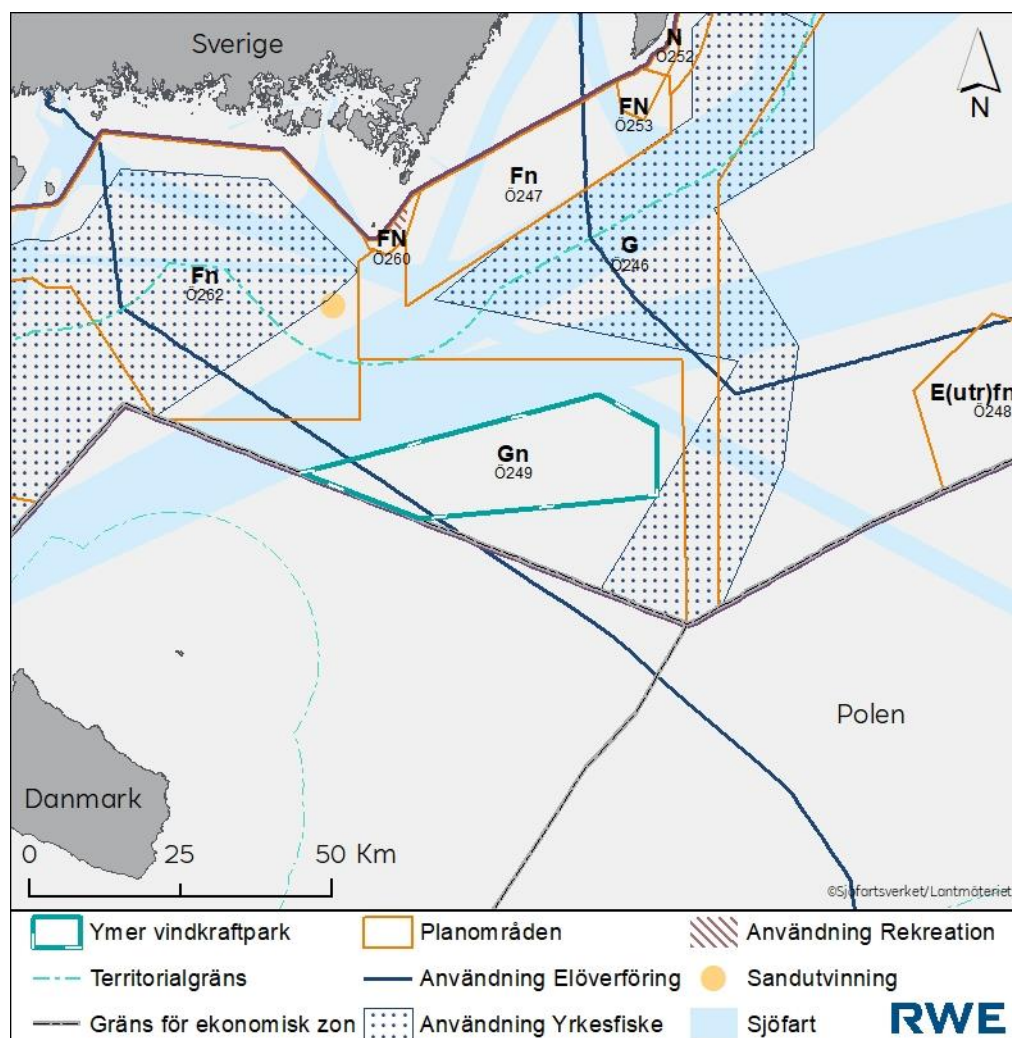 Sverige
N
Ö252
N
FN
Ö253
Fn
Ö247
FN
Ö260
G
Ö246
Fn
Ö262
E(utr)fn
Ö248
Gn
Ö249
Polen
Danmark
0 25 50 Km
©Sjöfartsverket/Lantmäteriet
Ymer vindkraftpark
Planområden
Användning Rekreation
Territorialgräns
Användning Elöverföring
Sandutvinning
Gräns för ekonomisk zon
Användning Yrkesfiske
Sjöfart
RWE